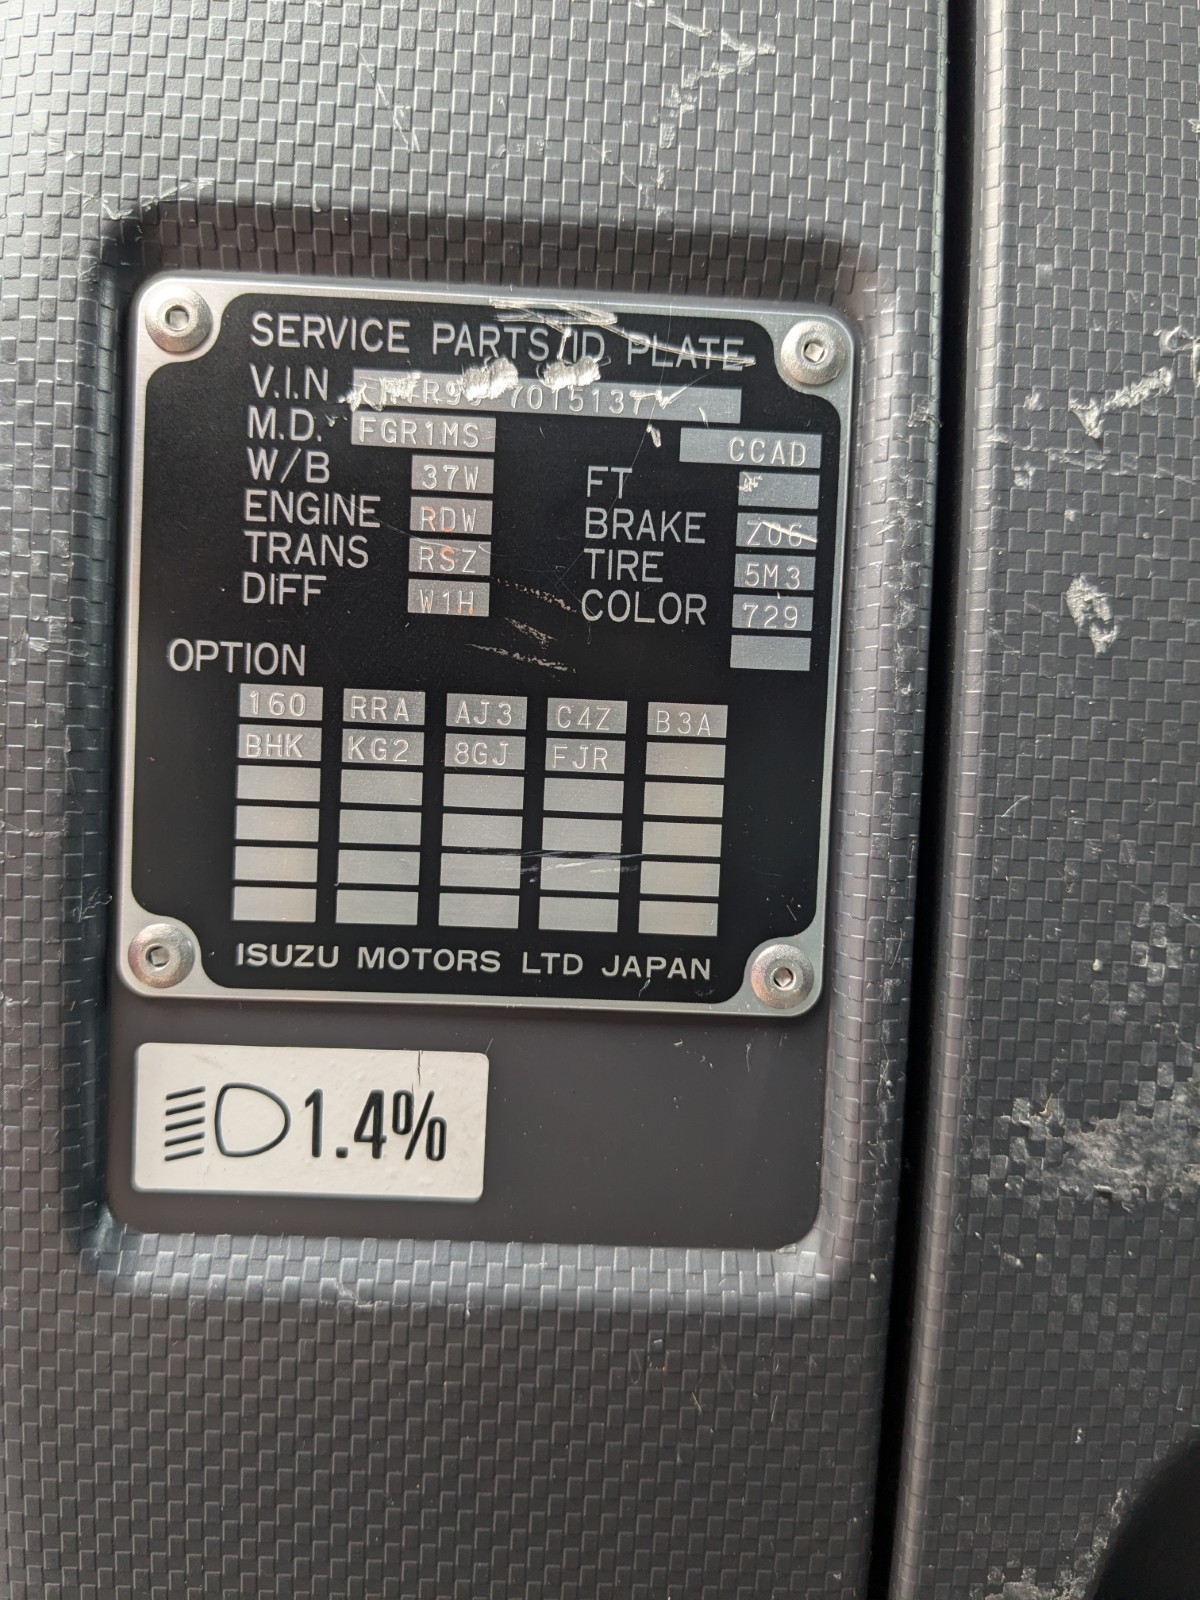 SERVICE PARTS/ID PLATE
V.I.N.
M.D. FGR1MS CCAD
W/B 37W FT
ENGINE RDW BRAKE Z06
TRANS RSZ TIRE 5M3
DIFF W1H COLOR 729
OPTION
160 RRA AJ3 C4Z B3A
BHK KG2 8GJ FJR
ISUZU MOTORS LTD JAPAN
1.4%